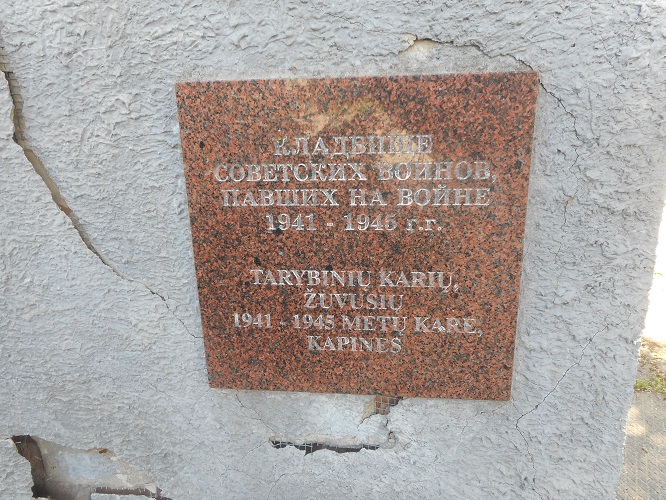 КЛАДБИЩЕ
СОВЕТСКИХ ВОИНОВ,
ПАВШИХ НА ВОЙНЕ
1941 - 1945 г.г.
TARYBINIŲ KARIŲ,
ŽUVUSIŲ
1941 - 1945 METŲ KARE,
KAPINĖS